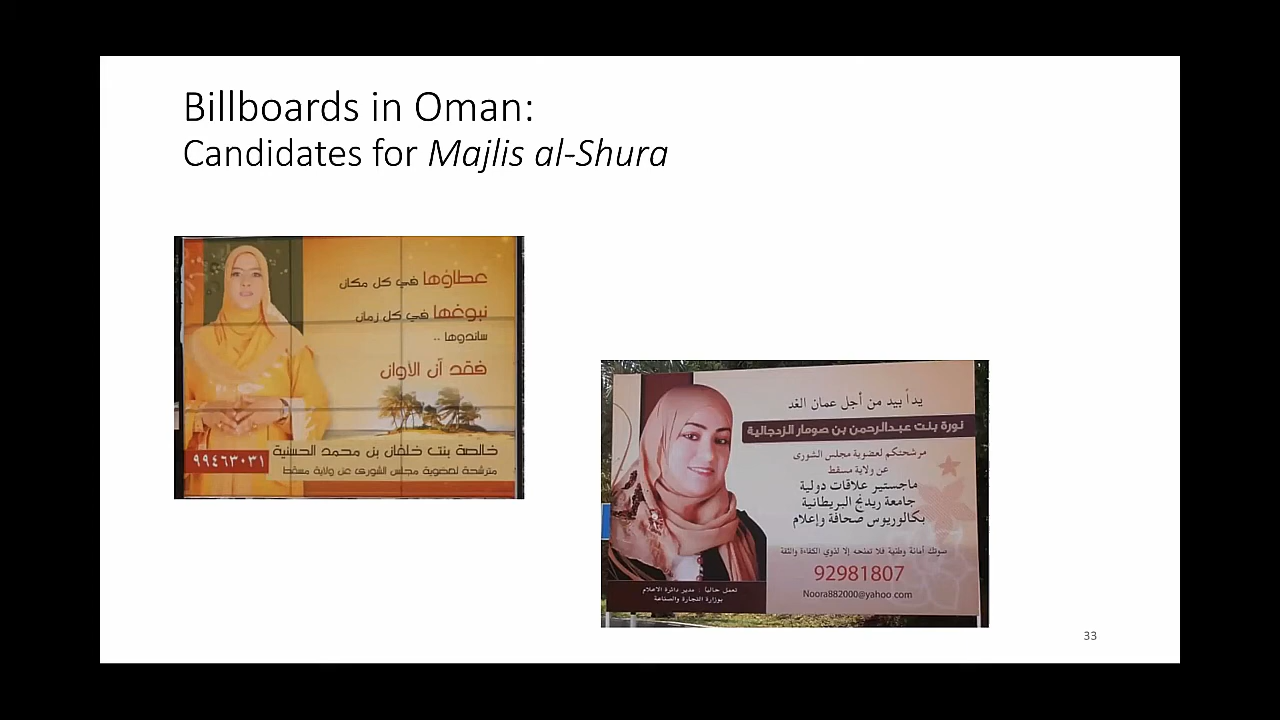 Billboards in Oman:
Candidates for Majlis al-Shura
عطاؤها في كل مكان
نبوغها في كل زمان
ساندوها ..
فقد آن الأوان
خالصة بنت خلفان بن محمد الحسنية
٩٩٤٦٣٠٣١
مترشحة لعضوية مجلس الشورى عن ولاية مسقط
يداً بيد من أجل عمان الغد
نورة بنت عبدالرحمن بن صومار الزدجالية
مرشحتكم لعضوية مجلس الشورى
عن ولاية مسقط
ماجستير علاقات دولية
جامعة ريدنج البريطانية
بكالوريوس صحافة وإعلام
صوتك أمانة وطنية فلا تمنحه إلا لذوي الكفاءة والثقة
92981807
Noora882000@yahoo.com
تعمل حالياً : مدير دائرة الاعلام
بوزارة التجارة والصناعة
33